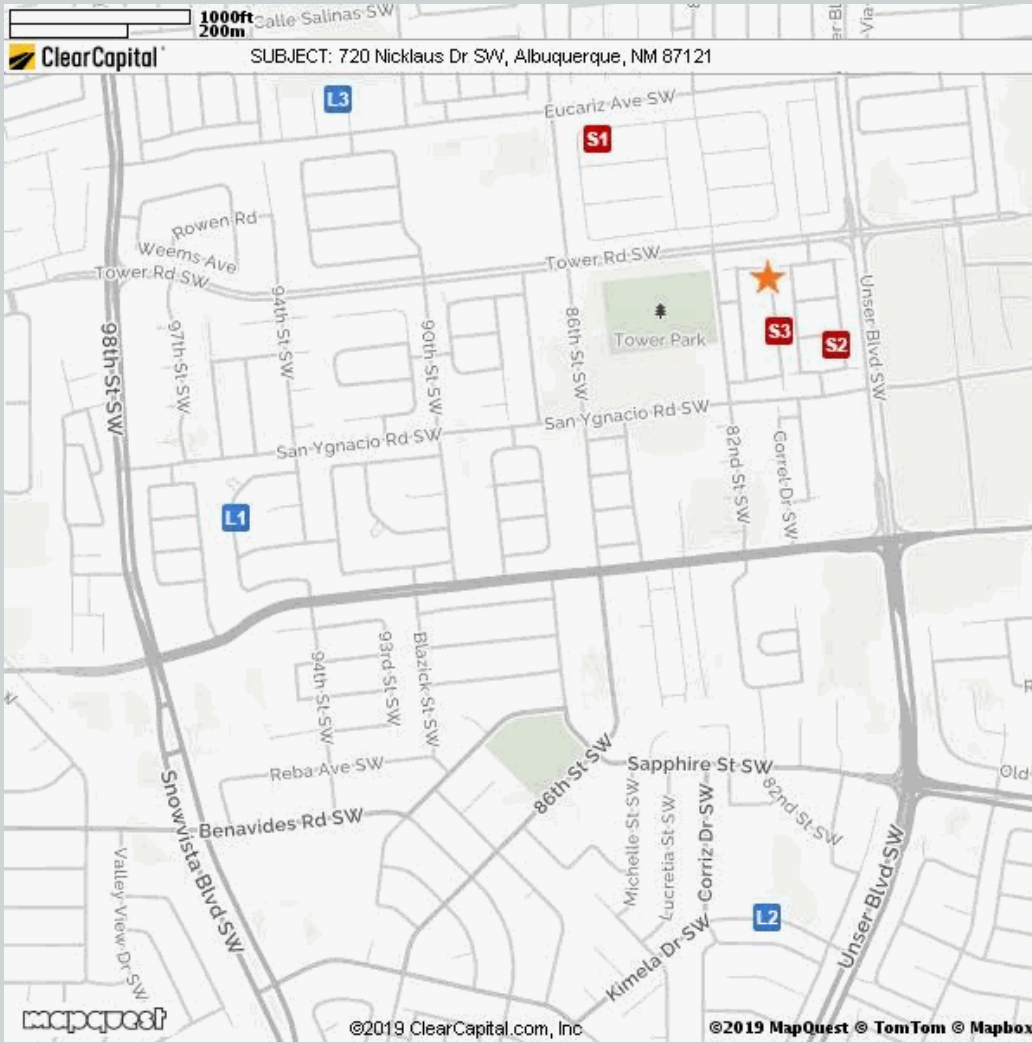 1000ft
200m
Calle Salinas SW
ClearCapital
SUBJECT: 720 Nicklaus Dr SW, Albuquerque, NM 87121
L3
Eucariz Ave SW
S1
Rowen Rd
Weems Ave
Tower Rd SW
Tower Rd SW
98th St SW
97th St SW
94th St SW
90th St SW
86th St SW
Tower Park
S3
S2
Unser Blvd SW
San Ygnacio Rd SW
San Ygnacio Rd SW
82nd St SW
Correl Dr SW
L1
94th St SW
93rd St SW
Blazick St SW
Reba Ave SW
Benavides Rd SW
Snowvista Blvd SW
Valley View Dr SW
86th St SW
Sapphire St SW
Michelle St SW
Lucretia St SW
Corriz Dr SW
82nd St SW
Old
L2
Kimela Dr SW
Unser Blvd SW
mapquest
©2019 ClearCapital.com, Inc
©2019 MapQuest © TomTom © Mapbox